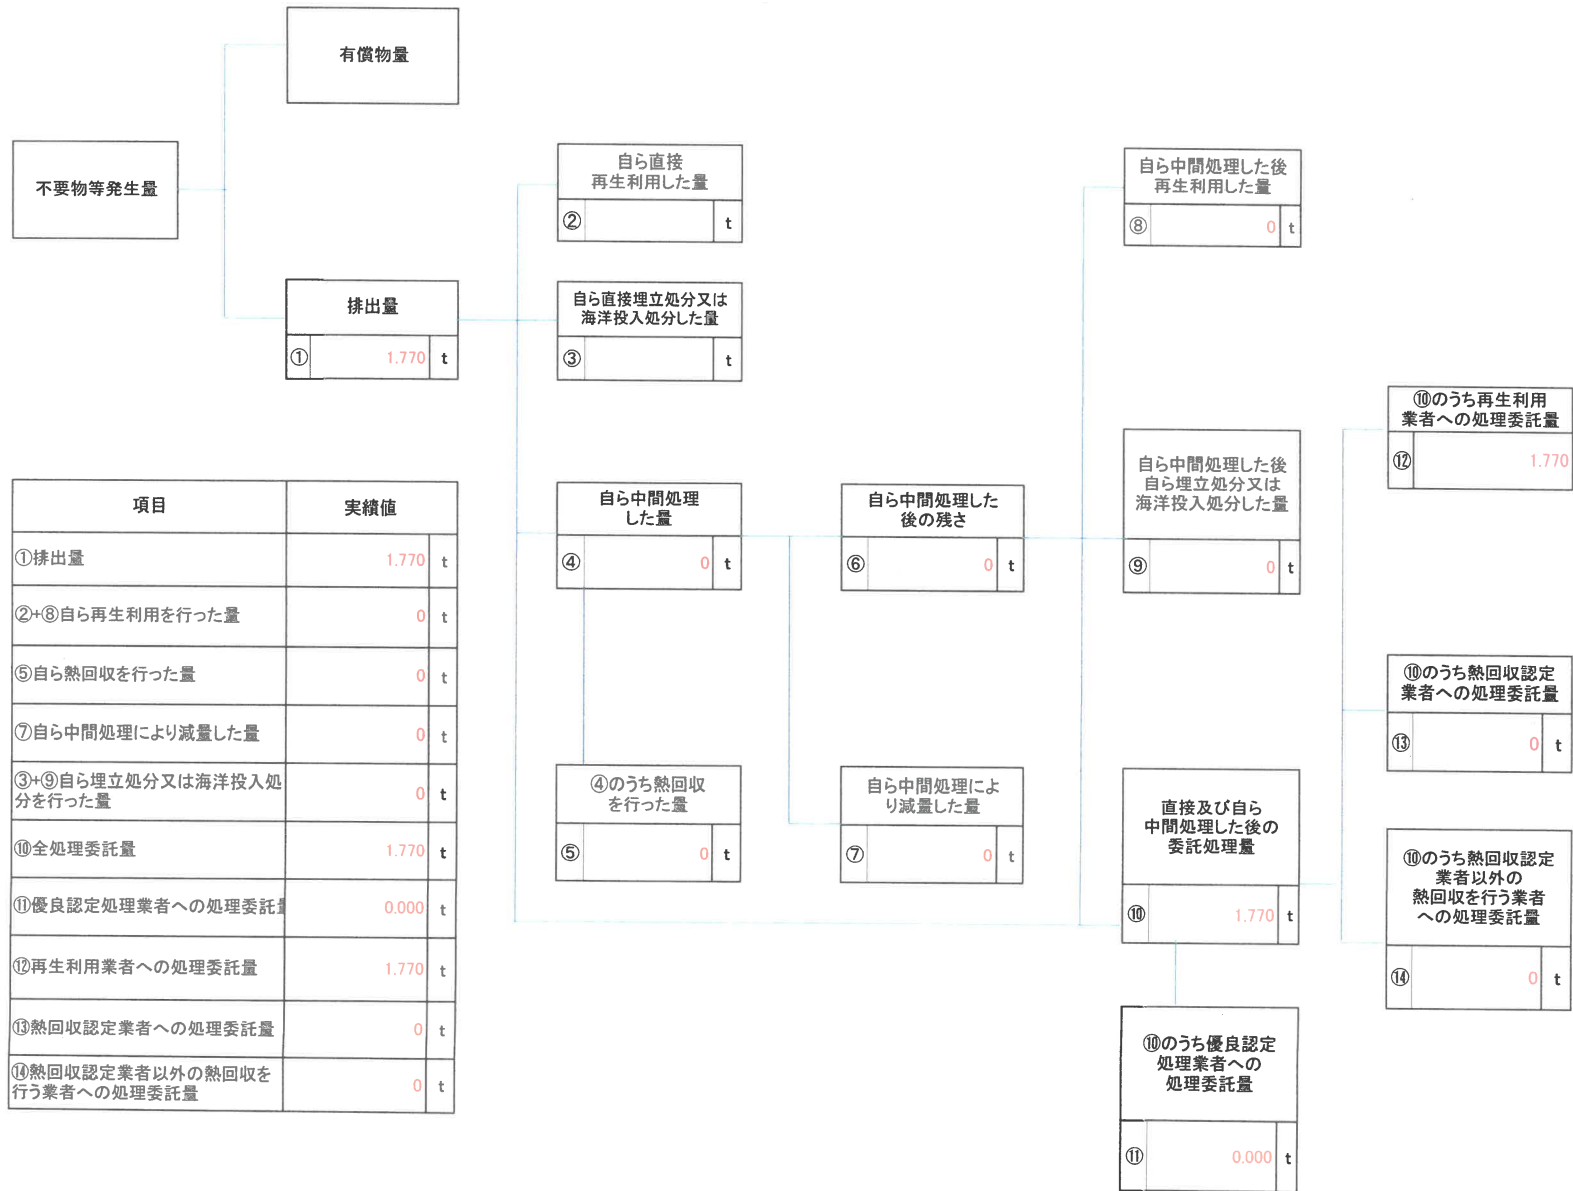 有償物量
不要物等発生量
排出量
① 1.770 t
自ら直接
再生利用した量
② t
自ら直接埋立処分又は
海洋投入処分した量
③ t
自ら中間処理
した量
④ 0 t
④のうち熱回収
を行った量
⑤ 0 t
自ら中間処理した
後の残さ
⑥ 0 t
自ら中間処理によ
り減量した量
⑦ 0 t
自ら中間処理した後
再生利用した量
⑧ 0 t
自ら中間処理した後
自ら埋立処分又は
海洋投入処分した量
⑨ 0 t
直接及び自ら
中間処理した後の
委託処理量
⑩ 1.770 t
⑩のうち優良認定
処理業者への
処理委託量
⑪ 0.000 t
⑩のうち再生利用
業者への処理委託量
⑫ 1.770
⑩のうち熱回収認定
業者への処理委託量
⑬ 0 t
⑩のうち熱回収認定
業者以外の
熱回収を行う業者
への処理委託量
⑭ 0 t
項目 実績値
①排出量 1.770 t
②+⑧自ら再生利用を行った量 0 t
⑤自ら熱回収を行った量 0 t
⑦自ら中間処理により減量した量 0 t
③+⑨自ら埋立処分又は海洋投入処
分を行った量 0 t
⑩全処理委託量 1.770 t
⑪優良認定処理業者への処理委託量 0.000 t
⑫再生利用業者への処理委託量 1.770 t
⑬熱回収認定業者への処理委託量 0 t
⑭熱回収認定業者以外の熱回収を
行う業者への処理委託量 0 t